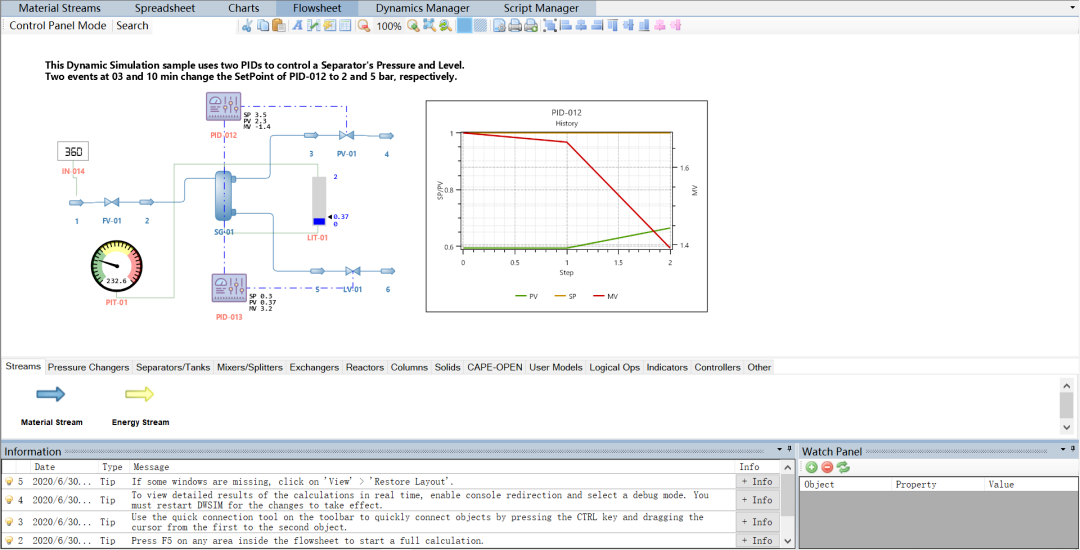 Material Streams Spreadsheet Charts Flowsheet Dynamics Manager Script Manager
Control Panel Mode Search 100%
This Dynamic Simulation sample uses two PIDs to control a Separator's Pressure and Level.
Two events at 03 and 10 min change the SetPoint of PID-012 to 2 and 5 bar, respectively.
SP 3.5
PV 2.3
MV -1.4
PID-012
360
IN-014
3 PV-01 4
2
1 FV-01 2
SG-01
0.37
0
LIT-01
232.6
PIT-01
5 LV-01 6
SP 0.3
PV 0.37
MV 3.2
PID-013
PID-012
History
1
0.8
0.6
SP/PV
1.6
1.4
MV
0 0.5 1 1.5 2
Step
PV SP MV
Streams Pressure Changers Separators/Tanks Mixers/Splitters Exchangers Reactors Columns Solids CAPE-OPEN User Models Logical Ops Indicators Controllers Other
Material Stream Energy Stream
Information
Date Type Message Info
5 2020/6/30... Tip If some windows are missing, click on 'View' > 'Restore Layout'. + Info
4 2020/6/30... Tip To view detailed results of the calculations in real time, enable console redirection and select a debug mode. You + Info
must restart DWSIM for the changes to take effect.
3 2020/6/30... Tip Use the quick connection tool on the toolbar to quickly connect objects by pressing the CTRL key and dragging the + Info
cursor from the first to the second object.
2 2020/6/30... Tip Press F5 on any area inside the flowsheet to start a full calculation. + Info
Watch Panel
Object Property Value